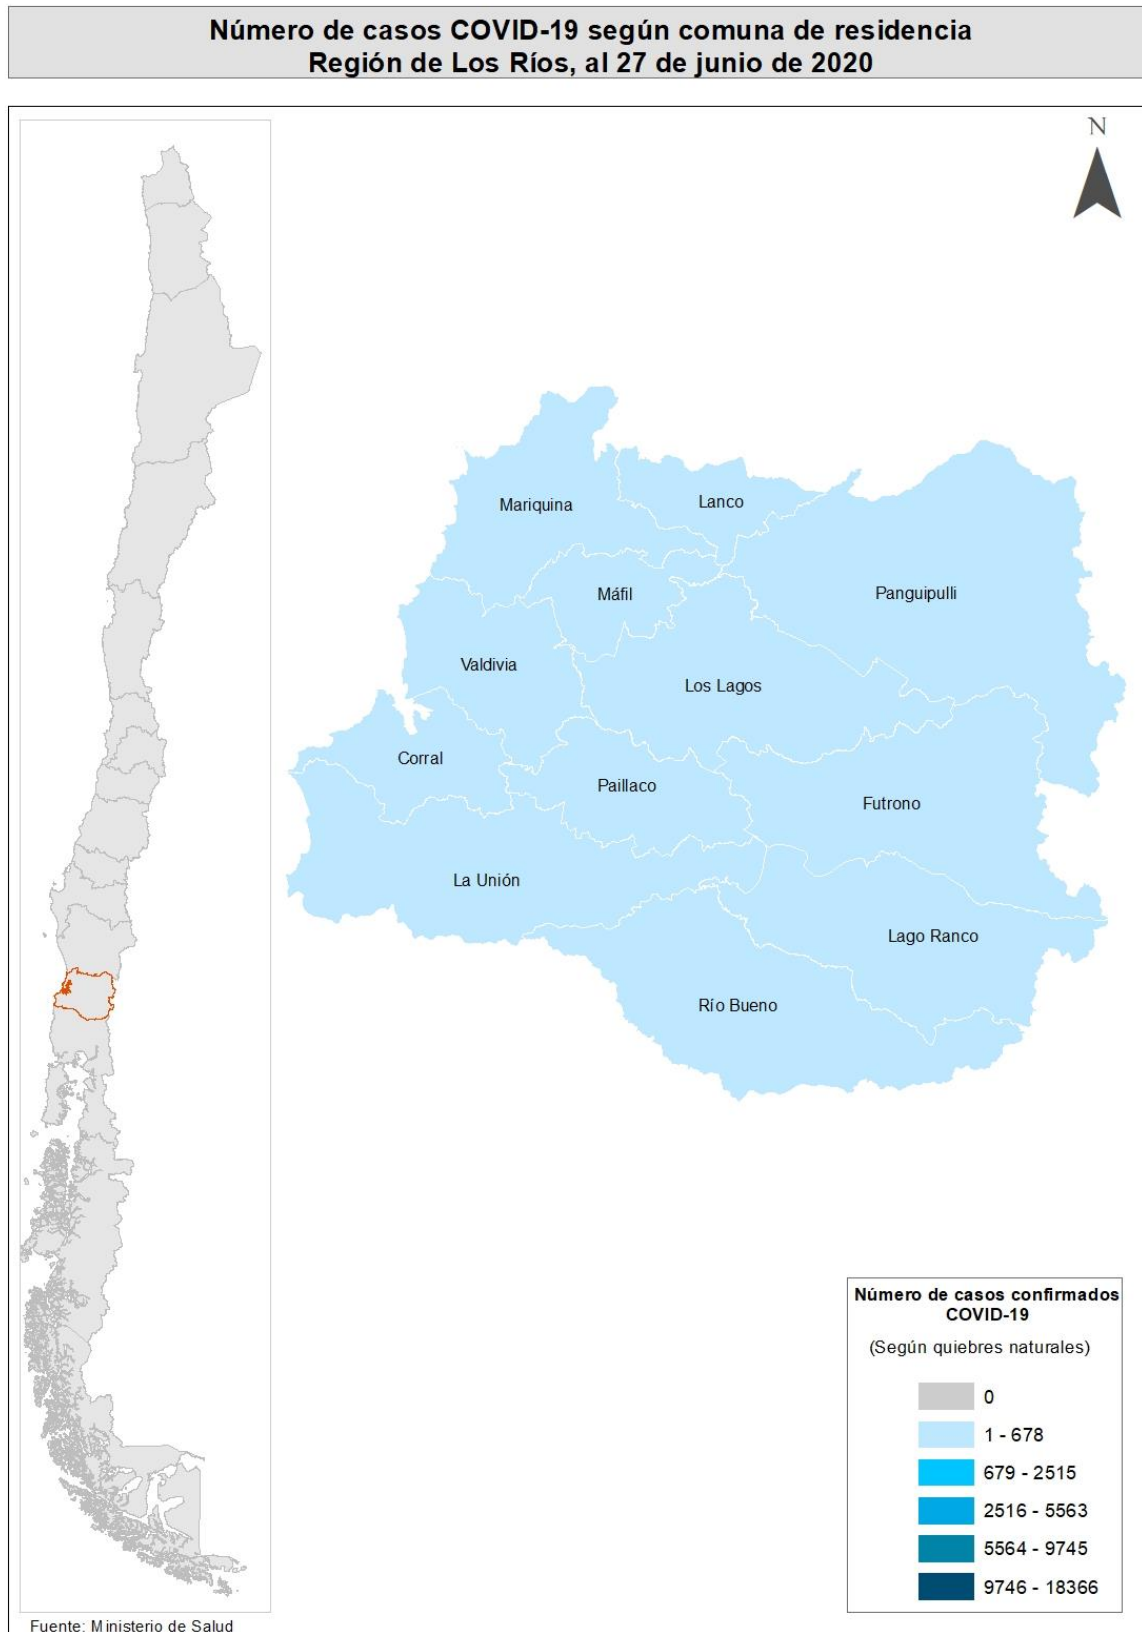 Número de casos COVID-19 según comuna de residencia
Región de Los Ríos, al 27 de junio de 2020
N
Mariquina
Lanco
Panguipulli
Máfil
Valdivia
Los Lagos
Corral
Paillaco
Futrono
La Unión
Lago Ranco
Río Bueno
Número de casos confirmados
COVID-19
(Según quiebres naturales)
0
1 - 678
679 - 2515
2516 - 5563
5564 - 9745
9746 - 18366
Fuente: Ministerio de Salud